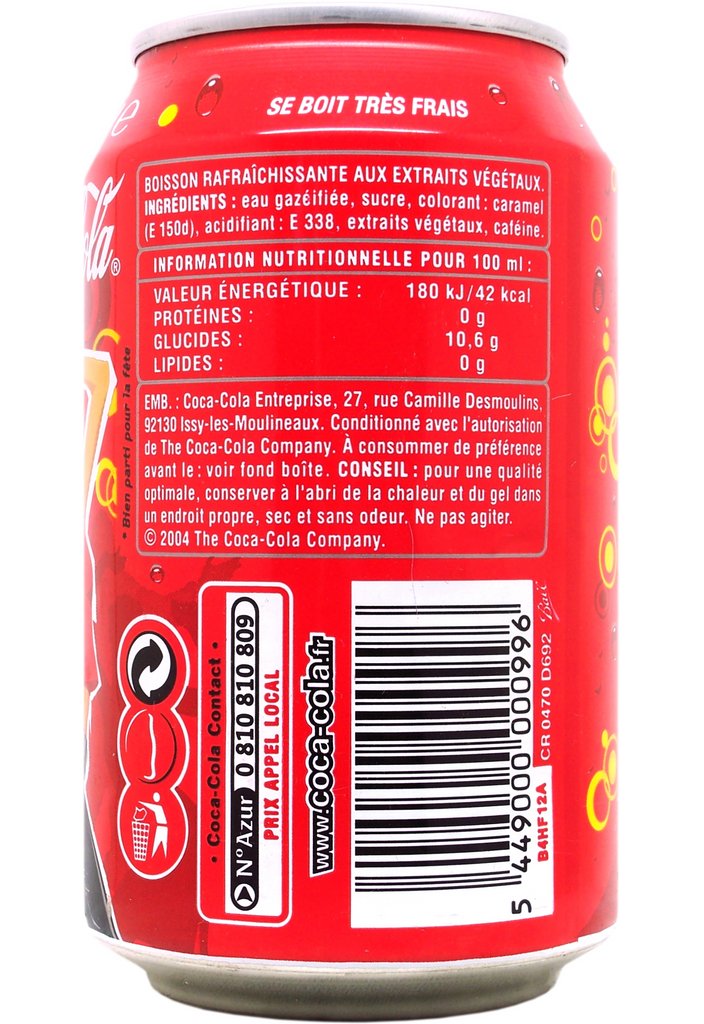 SE BOIT TRÈS FRAIS
BOISSON RAFRAÎCHISSANTE AUX EXTRAITS VÉGÉTAUX.
INGRÉDIENTS : eau gazéifiée, sucre, colorant : caramel
(E 150d), acidifiant : E 338, extraits végétaux, caféine.
INFORMATION NUTRITIONNELLE POUR 100 ml :
VALEUR ÉNERGÉTIQUE : 180 kJ/42 kcal
PROTÉINES : 0 g
GLUCIDES : 10,6 g
LIPIDES : 0 g
EMB. : Coca-Cola Entreprise, 27, rue Camille Desmoulins,
92130 Issy-les-Moulineaux. Conditionné avec l'autorisation
de The Coca-Cola Company. À consommer de préférence
avant le : voir fond boîte. CONSEIL : pour une qualité
optimale, conserver à l'abri de la chaleur et du gel dans
un endroit propre, sec et sans odeur. Ne pas agiter.
© 2004 The Coca-Cola Company.
* Bien parti pour la fête
• Coca-Cola Contact •
N° Azur 0 810 810 809
PRIX APPEL LOCAL
www.coca-cola.fr
5 449000 000996
B4HF12A
CR 0470 D692
Ball